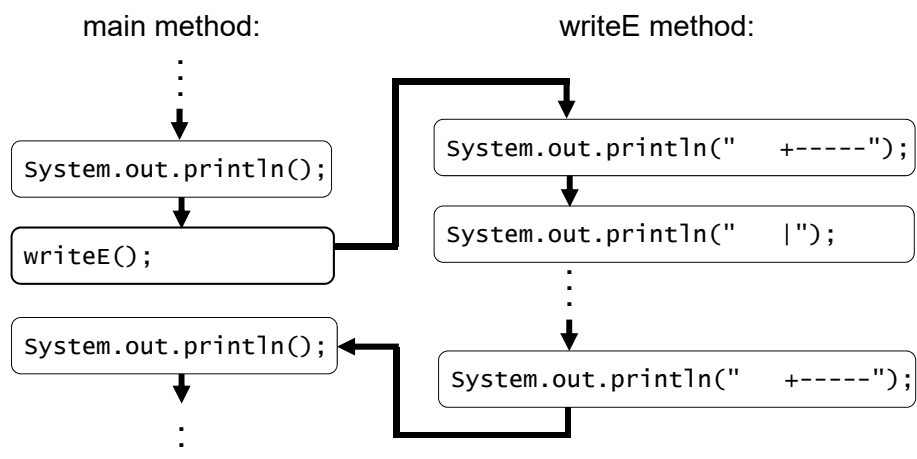 main method:
System.out.println();
writeE();
System.out.println();
writeE method:
System.out.println("   +-----");
System.out.println("   |");
System.out.println("   +-----");